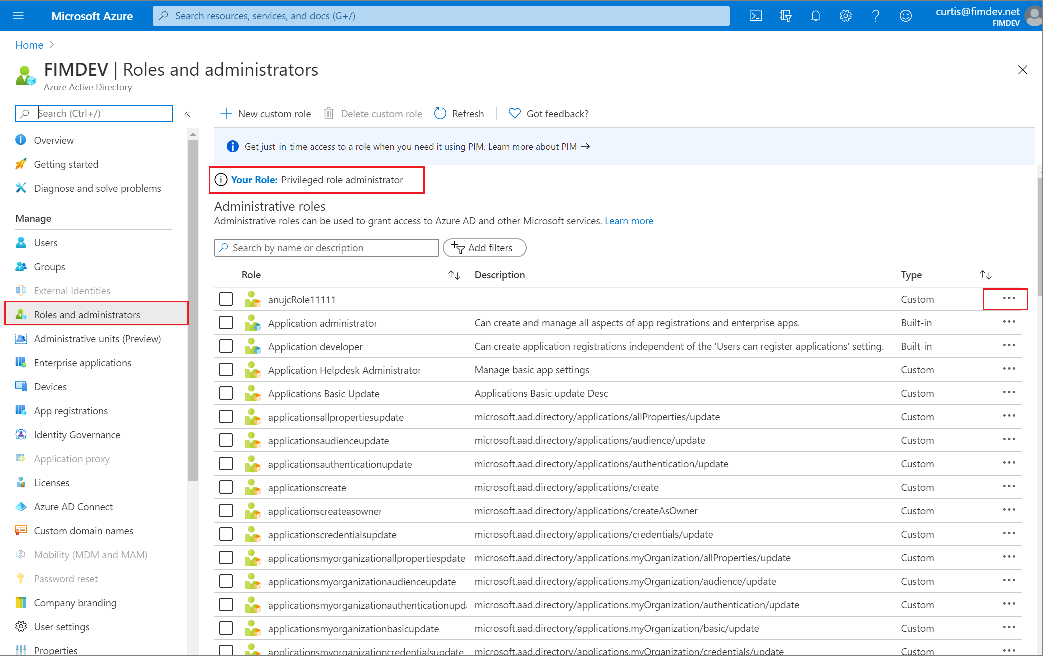 Microsoft Azure
Search resources, services, and docs (G+/)
curtis@fimdev.net
FIMDEV
Home
FIMDEV | Roles and administrators
Azure Active Directory
Search (Ctrl+/)
Overview
Getting started
Diagnose and solve problems
Manage
Users
Groups
External Identities
Roles and administrators
Administrative units (Preview)
Enterprise applications
Devices
App registrations
Identity Governance
Application proxy
Licenses
Azure AD Connect
Custom domain names
Mobility (MDM and MAM)
Password reset
Company branding
User settings
Properties
New custom role Delete custom role Refresh Got feedback?
Get just-in-time access to a role when you need it using PIM. Learn more about PIM →
Your Role: Privileged role administrator
Administrative roles
Administrative roles can be used to grant access to Azure AD and other Microsoft services. Learn more
Search by name or description Add filters
Role Description Type
anujcRole11111 Custom
Application administrator Can create and manage all aspects of app registrations and enterprise apps. Built-in
Application developer Can create application registrations independent of the 'Users can register applications' setting. Built-in
Application Helpdesk Administrator Manage basic app settings Custom
Applications Basic Update Applications Basic update Desc Custom
applicationsallpropertiesupdate microsoft.aad.directory/applications/allProperties/update Custom
applicationsaudienceupdate microsoft.aad.directory/applications/audience/update Custom
applicationsauthenticationupdate microsoft.aad.directory/applications/authentication/update Custom
applicationscreate microsoft.aad.directory/applications/create Custom
applicationscreateasowner microsoft.aad.directory/applications/createAsOwner Custom
applicationscredentialsupdate microsoft.aad.directory/applications/credentials/update Custom
applicationsmyorganizationallpropertiespdate microsoft.aad.directory/applications.myOrganization/allProperties/update Custom
applicationsmyorganizationaudienceupdate microsoft.aad.directory/applications.myOrganization/audience/update Custom
applicationsmyorganizationauthenticationupd microsoft.aad.directory/applications.myOrganization/authentication/update Custom
applicationsmyorganizationbasicupdate microsoft.aad.directory/applications.myOrganization/basic/update Custom
applicationsmyorganizationcredentialsupdate microsoft.aad.directory/applications.myOrganization/credentials/update Custom